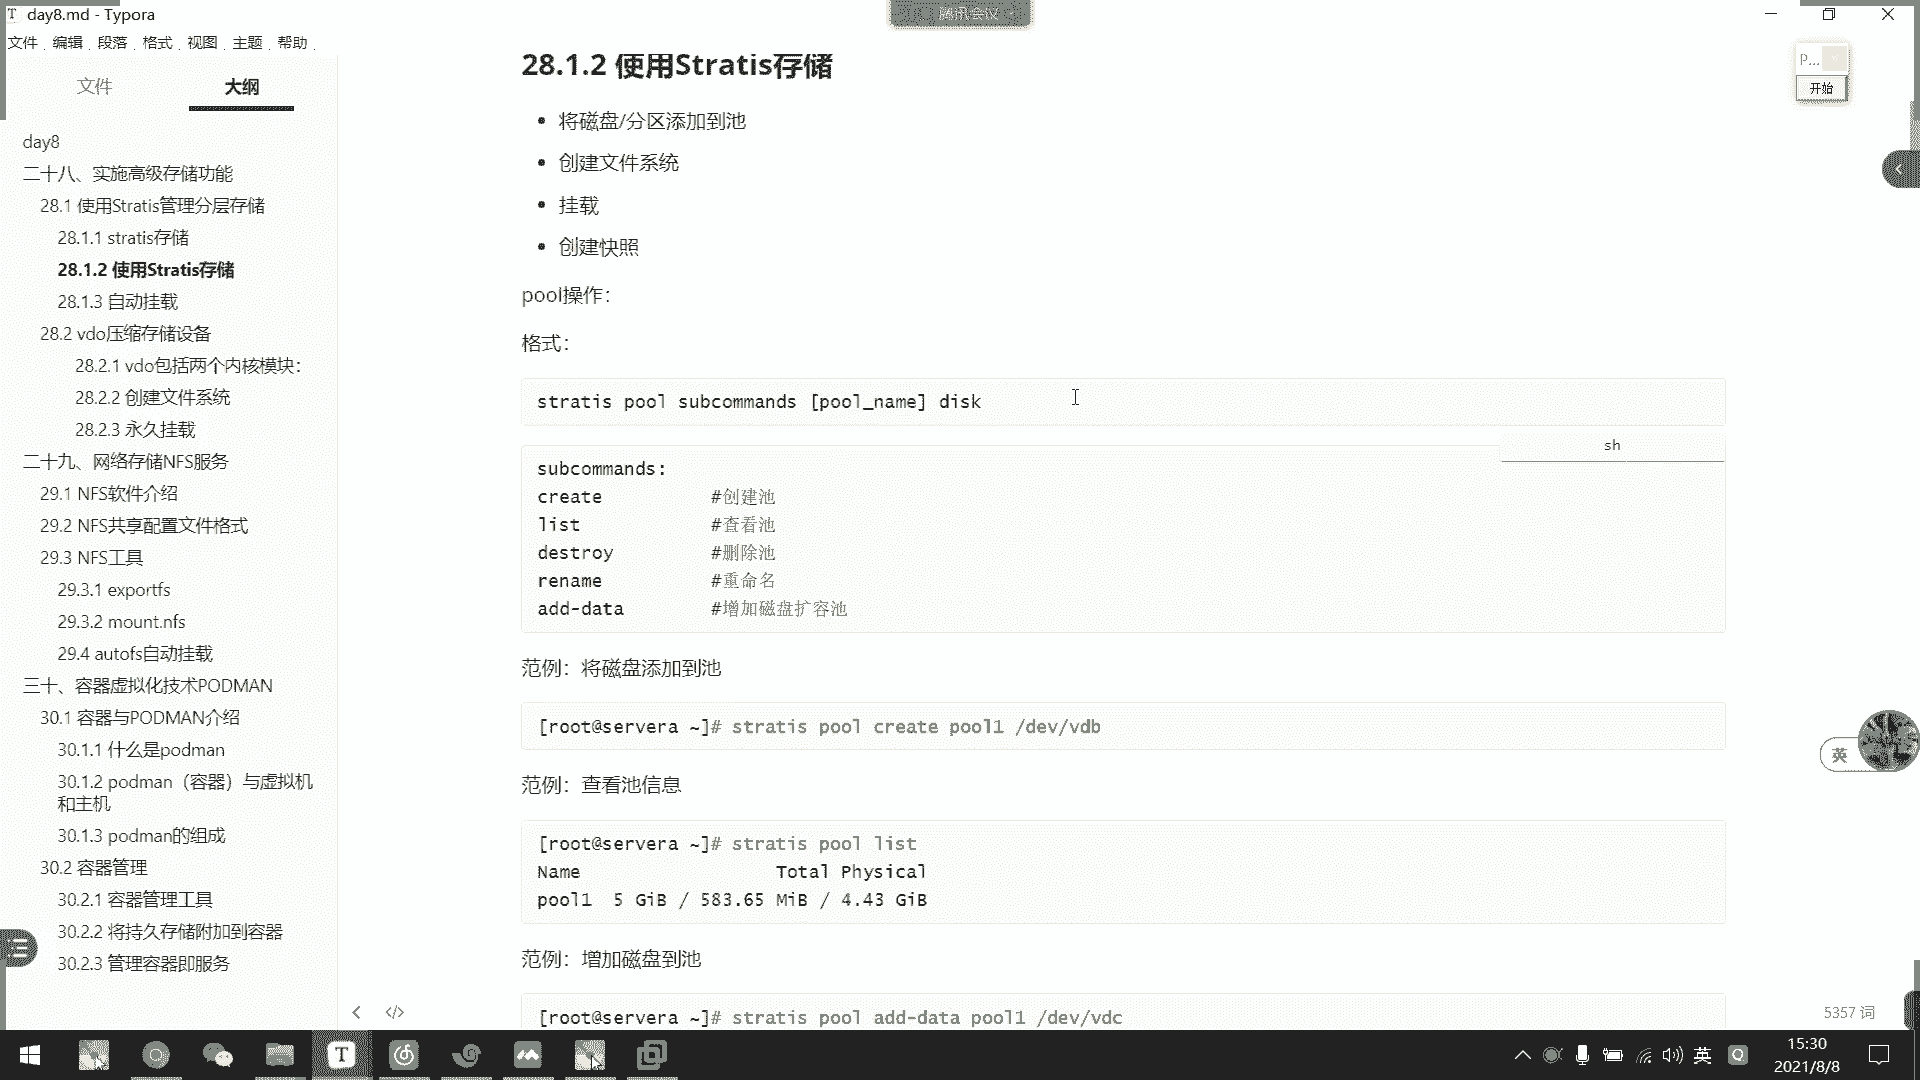 day8.md - Typora
腾讯会议
文件 编辑 段落 格式 视图 主题 帮助
文件
大纲
day8
二十八、实施高级存储功能
28.1 使用Stratis管理分层存储
28.1.1 stratis存储
28.1.2 使用Stratis存储
28.1.3 自动挂载
28.2 vdo压缩存储设备
28.2.1 vdo包括两个内核模块：
28.2.2 创建文件系统
28.2.3 永久挂载
二十九、网络存储NFS服务
29.1 NFS软件介绍
29.2 NFS共享配置文件格式
29.3 NFS工具
29.3.1 exportfs
29.3.2 mount.nfs
29.4 autofs自动挂载
三十、容器虚拟化技术PODMAN
30.1 容器与PODMAN介绍
30.1.1 什么是podman
30.1.2 podman（容器）与虚拟机
和主机
30.1.3 podman的组成
30.2 容器管理
30.2.1 容器管理工具
30.2.2 将持久存储附加到容器
30.2.3 管理容器即服务
28.1.2 使用Stratis存储
• 将磁盘/分区添加到池
• 创建文件系统
• 挂载
• 创建快照
pool操作：
格式：
stratis pool subcommands [pool_name] disk
sh
subcommands:
create #创建池
list #查看池
destroy #删除池
rename #重命名
add-data #增加磁盘扩容池
范例：将磁盘添加到池
[root@servera ~]# stratis pool create pool1 /dev/vdb
范例：查看池信息
[root@servera ~]# stratis pool list
Name Total Physical
pool1 5 GiB / 583.65 MiB / 4.43 GiB
范例：增加磁盘到池
[root@servera ~]# stratis pool add-data pool1 /dev/vdc
P...
开始
英
5357 词
英
15:30
2021/8/8